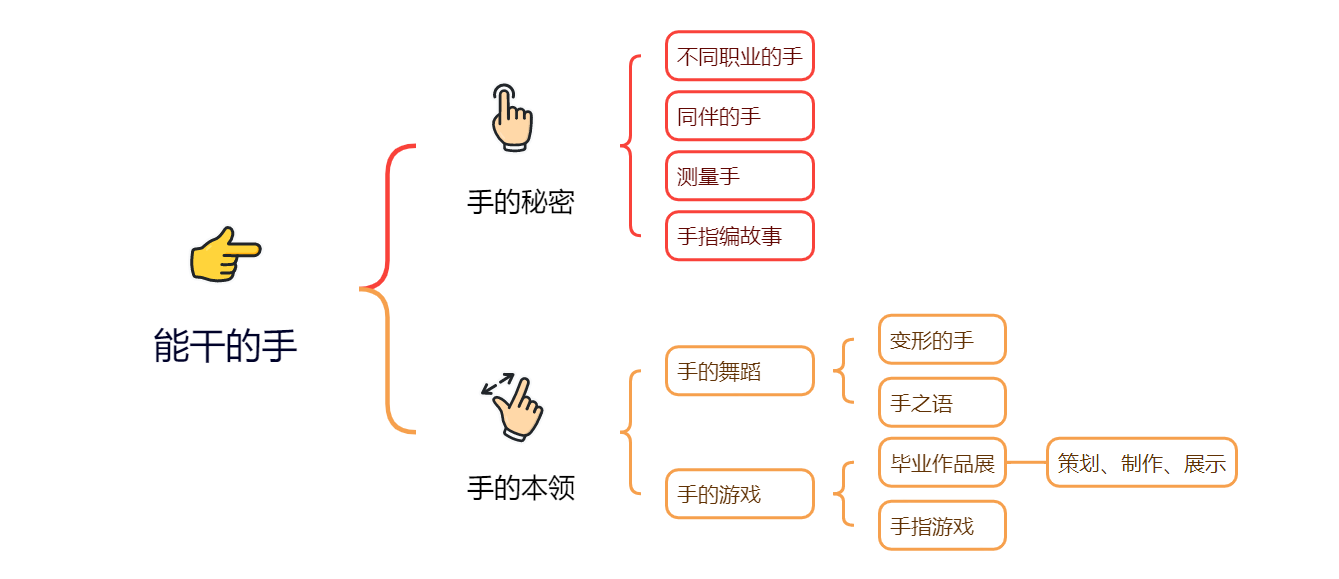 能干的手
手的秘密
不同职业的手
同伴的手
测量手
手指编故事
手的本领
手的舞蹈
变形的手
手之语
手的游戏
毕业作品展
策划、制作、展示
手指游戏